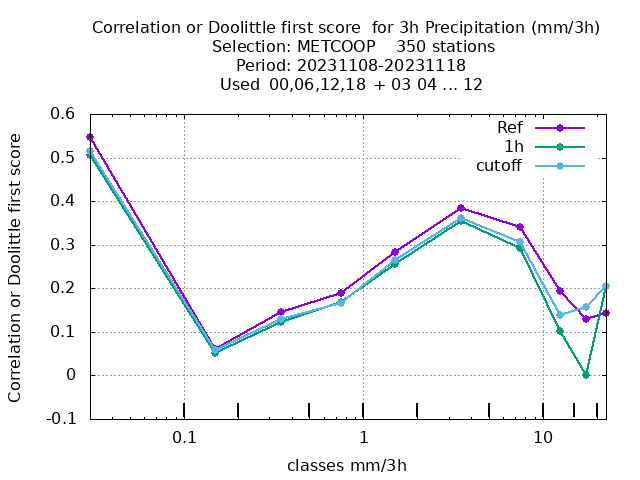 Correlation or Doolittle first score  for 3h Precipitation (mm/3h)
Selection: METCOOP    350 stations
Period: 20231108-20231118
Used  00,06,12,18  + 03 04 ... 12
Correlation or Doolittle first score
0.6
0.5
0.4
0.3
0.2
0.1
0
-0.1
Ref
1h
cutoff
0.1
1
10
classes mm/3h